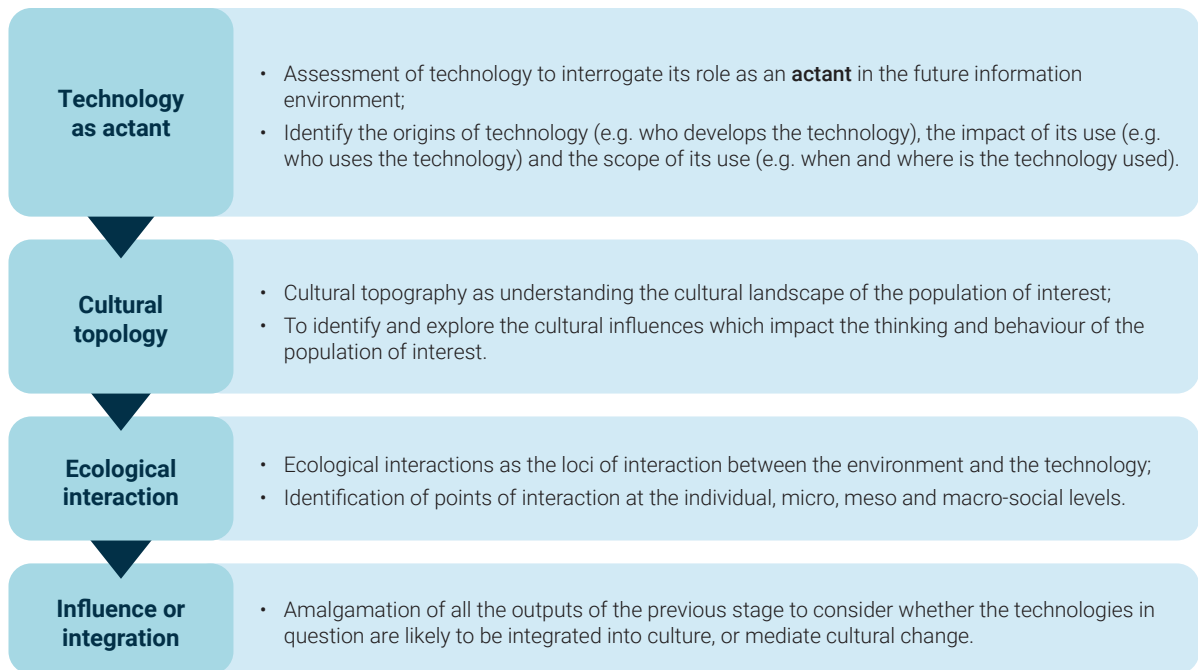 Technology
as actant
• Assessment of technology to interrogate its role as an actant in the future information
environment;
• Identify the origins of technology (e.g. who develops the technology), the impact of its use (e.g.
who uses the technology) and the scope of its use (e.g. when and where is the technology used).
Cultural
topology
• Cultural topography as understanding the cultural landscape of the population of interest;
• To identify and explore the cultural influences which impact the thinking and behaviour of the
population of interest.
Ecological
interaction
• Ecological interactions as the loci of interaction between the environment and the technology;
• Identification of points of interaction at the individual, micro, meso and macro-social levels.
Influence or
integration
• Amalgamation of all the outputs of the previous stage to consider whether the technologies in
question are likely to be integrated into culture, or mediate cultural change.